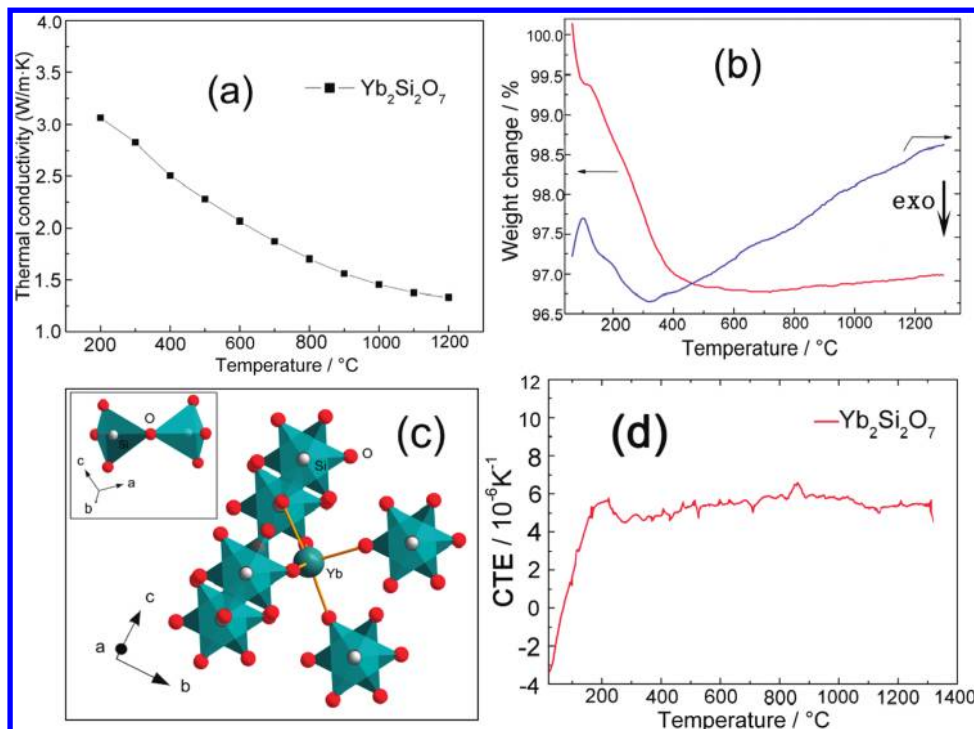 (a)
Yb₂Si₂O₇
Thermal conductivity (W/m·K)
4.0
3.5
3.0
2.5
2.0
1.5
1.0
200 400 600 800 1000 1200
Temperature / °C
(b)
Weight change / %
100.0
99.5
99.0
98.5
98.0
97.5
97.0
96.5
exo
200 400 600 800 1000 1200
Temperature / °C
(c)
O
Si
c
a
b
Si
O
Yb
c
a
b
(d)
Yb₂Si₂O₇
CTE / 10⁻⁶K⁻¹
12
10
8
6
4
2
0
-2
-4
200 400 600 800 1000 1200 1400
Temperature / °C